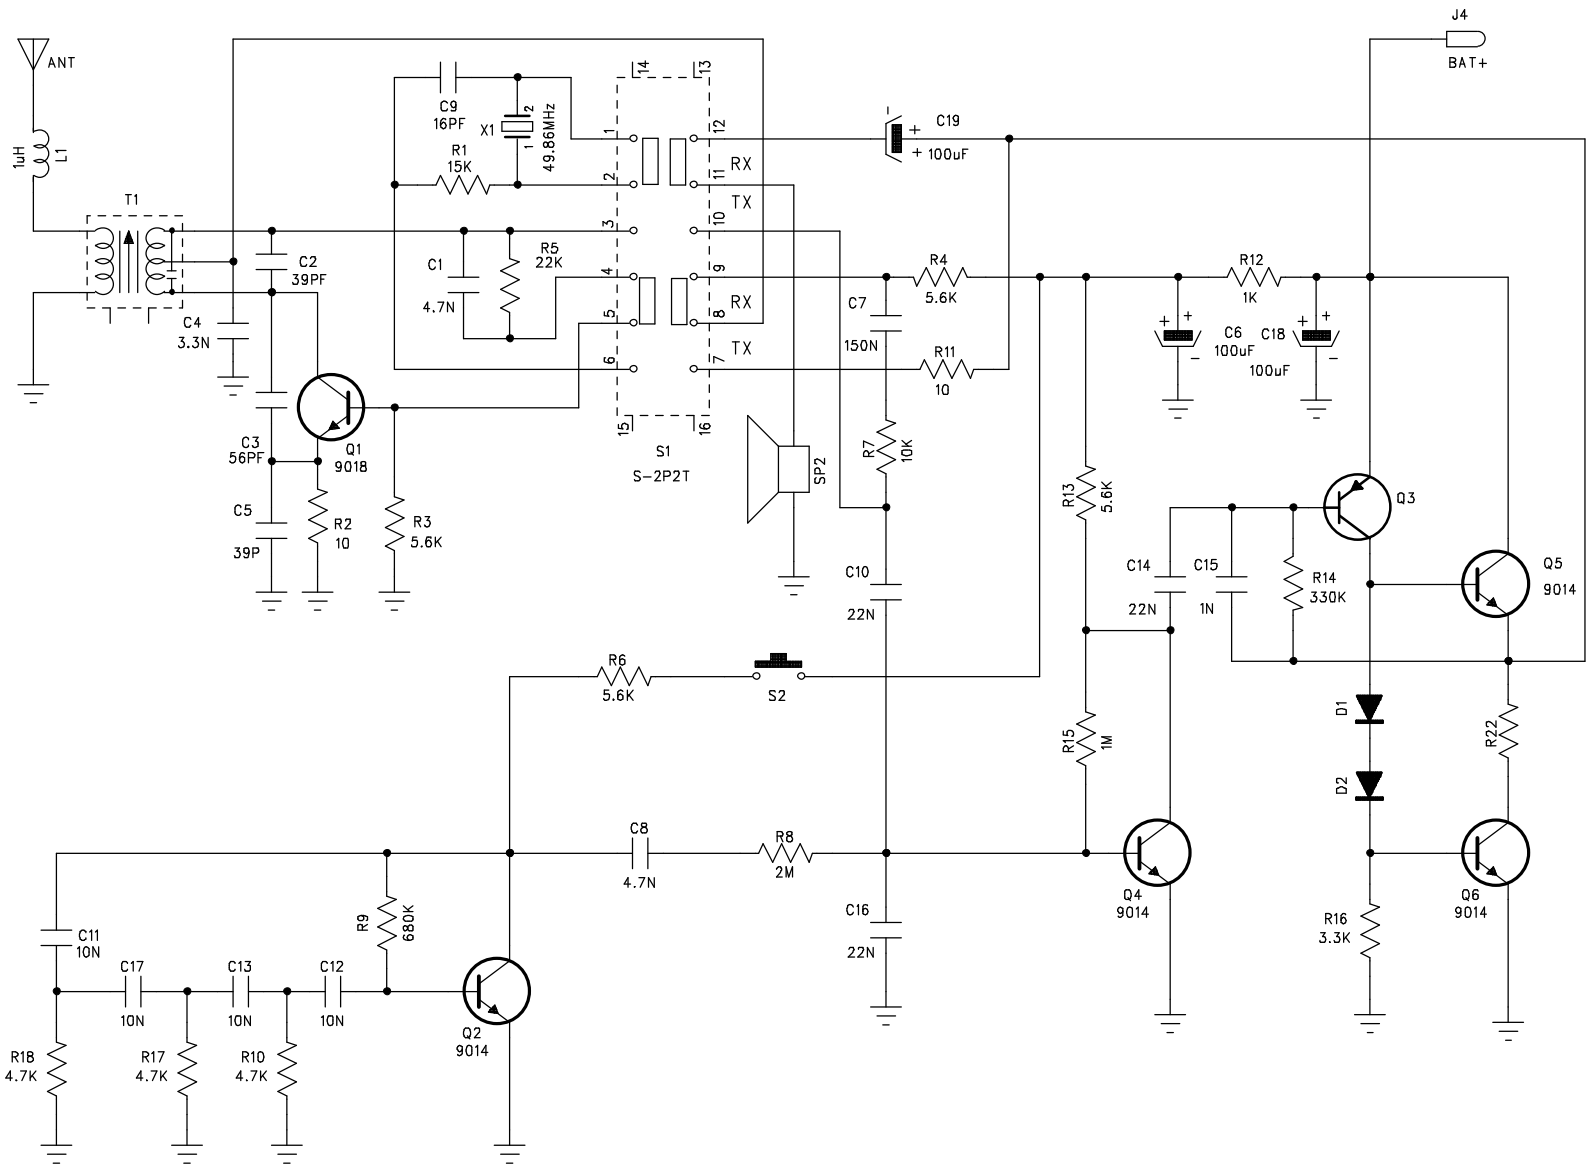 J4
BAT+
ANT
14
13
C9
16PF
X1
2
1
49.86MHz
1
12
C19
-
+
+ 100uF
1uH
L1
R1
15K
2
11
RX
TX
T1
3
10
C2
39PF
C1
4.7N
R5
22K
4
9
R4
5.6K
R12
1K
C4
3.3N
5
8
RX
C7
150N
TX
+ +
C6
100uF
-
C18
100uF
+ +
-
6
7
R11
10
C3
56PF
Q1
9018
15
16
S1
S-2P2T
SP2
R7
10K
R13
5.6K
Q3
C5
39P
R2
10
R3
5.6K
C10
22N
C14
22N
C15
1N
R14
330K
Q5
9014
R6
5.6K
S2
D1
R15
1M
R22
D2
C8
4.7N
R8
2M
Q4
9014
Q6
9014
R9
680K
C16
22N
R16
3.3K
C11
10N
C17
10N
C13
10N
C12
10N
Q2
9014
R18
4.7K
R17
4.7K
R10
4.7K